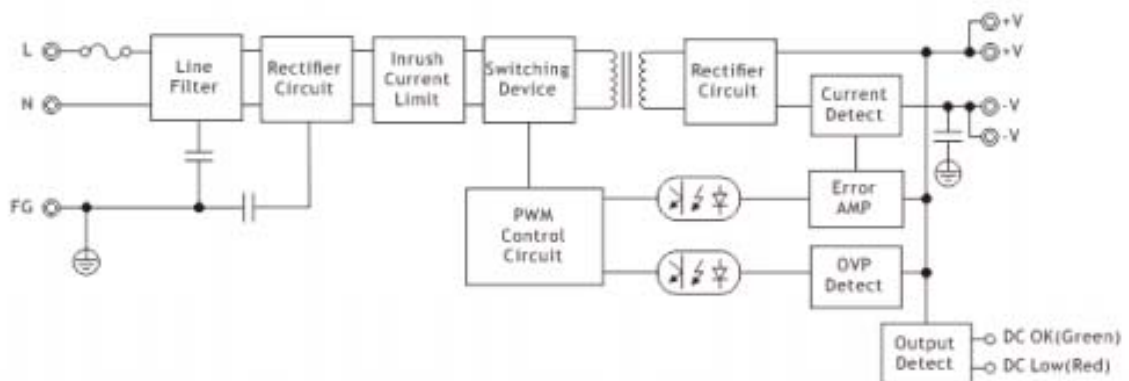 L
N
FG
Line
Filter
Rectifier
Circuit
Inrush
Current
Limit
Switching
Device
Rectifier
Circuit
Current
Detect
+V
+V
-V
-V
PWM
Control
Circuit
Error
AMP
OVP
Detect
Output
Detect
DC OK(Green)
DC Low(Red)